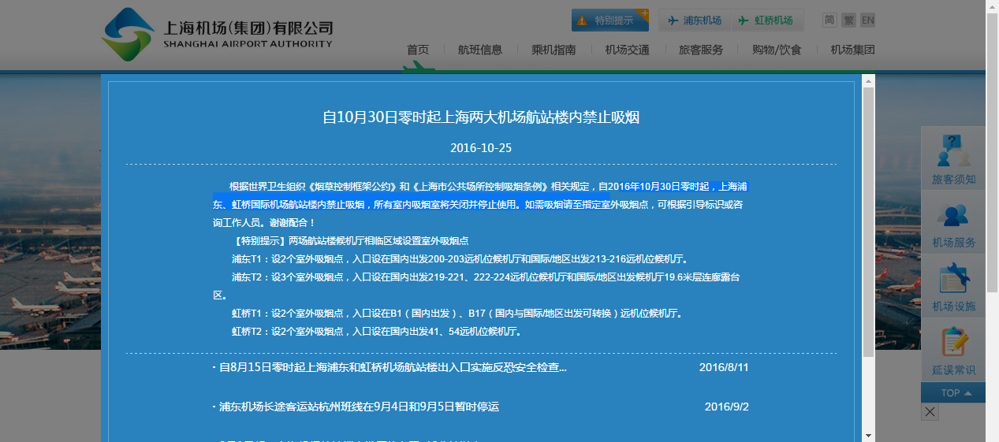 上海机场(集团)有限公司
SHANGHAI AIRPORT AUTHORITY
特别提示
浦东机场
虹桥机场
简
繁
EN
首页
航班信息
乘机指南
机场交通
旅客服务
购物/饮食
机场集团
自10月30日零时起上海两大机场航站楼内禁止吸烟
2016-10-25
根据世界卫生组织《烟草控制框架公约》和《上海市公共场所控制吸烟条例》相关规定，自2016年10月30日零时起，上海浦
东、虹桥国际机场航站楼内禁止吸烟，所有室内吸烟室将关闭并停止使用。如需吸烟请至指定室外吸烟点，可根据引导标识或咨
询工作人员。谢谢配合！
【特别提示】两场航站楼候机厅相临区域设置室外吸烟点
浦东T1：设2个室外吸烟点，入口设在国内出发200-203远机位候机厅和国际/地区出发213-216远机位候机厅。
浦东T2：设3个室外吸烟点，入口设在国内出发219-221、222-224远机位候机厅和国际/地区出发候机厅19.6米层连廊露台
区。
虹桥T1：设2个室外吸烟点，入口设在B1（国内出发）、B17（国内与国际/地区出发可转换）远机位候机厅。
虹桥T2：设2个室外吸烟点，入口设在国内出发41、54远机位候机厅。
· 自8月15日零时起上海浦东和虹桥机场航站楼出入口实施反恐安全检查... 2016/8/11
· 浦东机场长途客运站杭州班线在9月4日和9月5日暂时停运 2016/9/2
旅客须知
机场服务
机场设施
延误常识
TOP